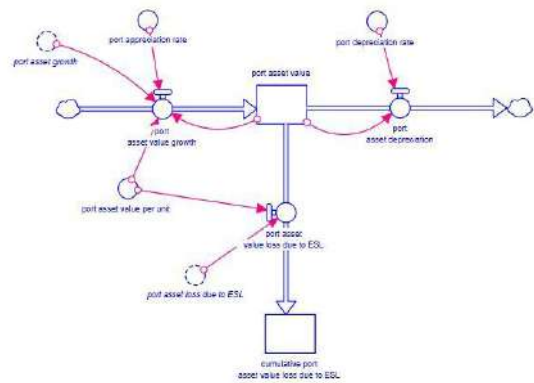 port appreciation rate
port depreciation rate
port asset growth
port asset value
port
asset value growth
port
asset depreciation
port asset value per unit
port asset
value loss due to ESL
port asset loss due to ESL
cumulative port
asset value loss due to ESL